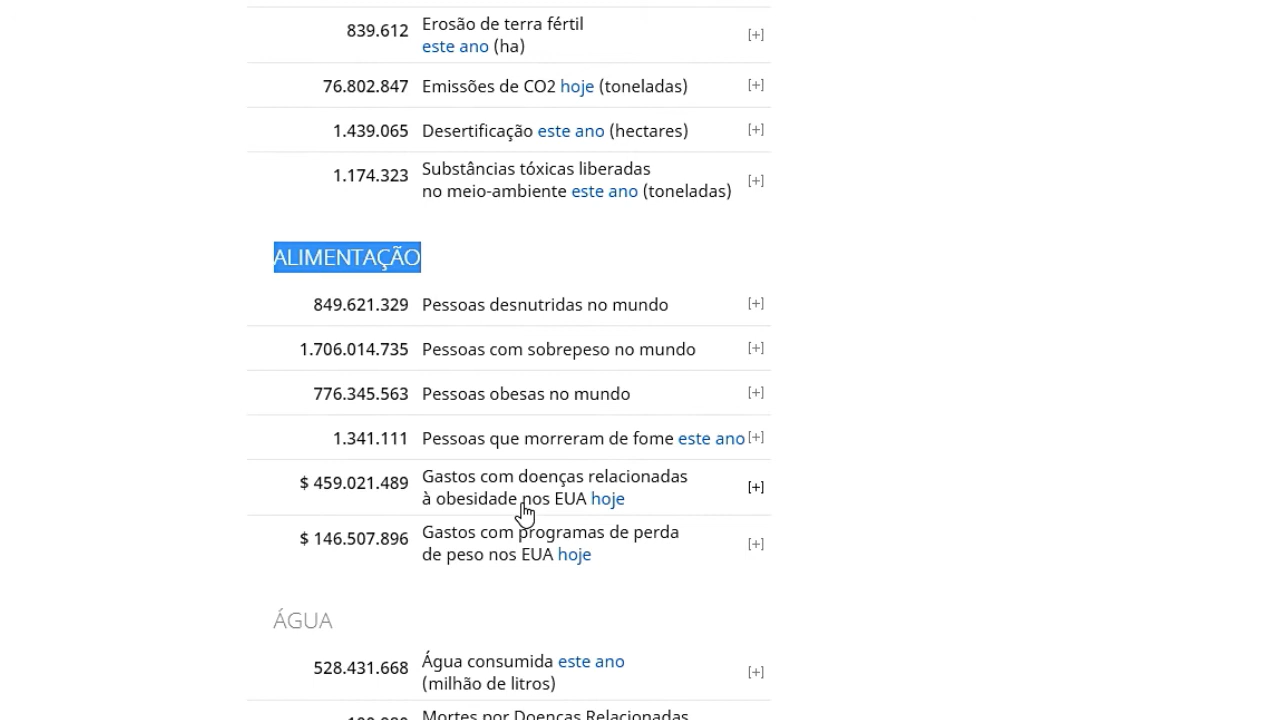 839.612 Erosão de terra fértil
este ano (ha) [+]
76.802.847 Emissões de CO2 hoje (toneladas) [+]
1.439.065 Desertificação este ano (hectares) [+]
1.174.323 Substâncias tóxicas liberadas
no meio-ambiente este ano (toneladas) [+]
ALIMENTAÇÃO
849.621.329 Pessoas desnutridas no mundo [+]
1.706.014.735 Pessoas com sobrepeso no mundo [+]
776.345.563 Pessoas obesas no mundo [+]
1.341.111 Pessoas que morreram de fome este ano [+]
$ 459.021.489 Gastos com doenças relacionadas
à obesidade nos EUA hoje [+]
$ 146.507.896 Gastos com programas de perda
de peso nos EUA hoje [+]
ÁGUA
528.431.668 Água consumida este ano
(milhão de litros) [+]
Mortes por Doenças Relacionadas